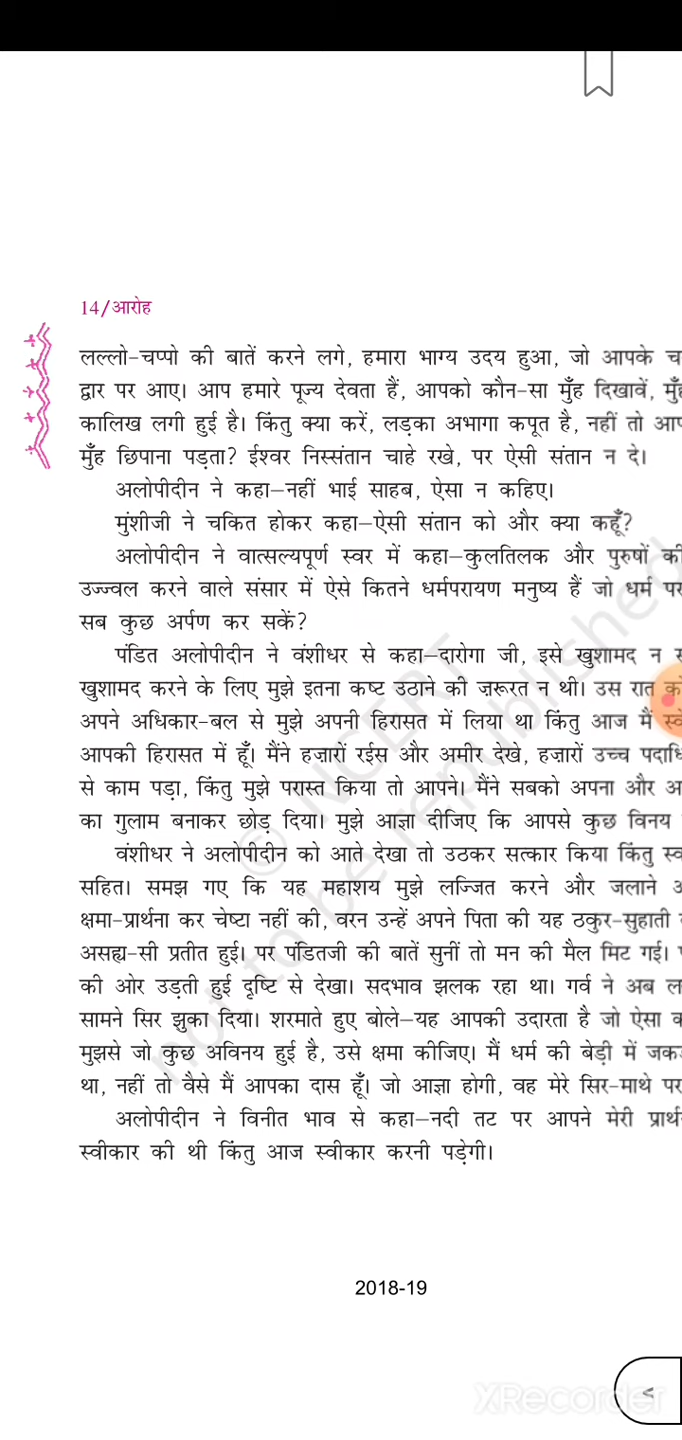 14/आरोह
लल्लो-चप्पो की बातें करने लगे, हमारा भाग्य उदय हुआ, जो आपके
द्वार पर आए। आप हमारे पूज्य देवता हैं, आपको कौन-सा मुँह दिखावें,
कालिख लगी हुई है। किंतु क्या करें, लड़का अभागा कपूत है, नहीं तो
मुँह छिपाना पड़ता? ईश्वर निस्संतान चाहे रखे, पर ऐसी संतान न दे।
अलोपीदीन ने कहा—नहीं भाई साहब, ऐसा न कहिए।
मुंशीजी ने चकित होकर कहा—ऐसी संतान को और क्या कहूँ?
अलोपीदीन ने वात्सल्यपूर्ण स्वर में कहा—कुलतिलक और पुरुषों की
उज्ज्वल करने वाले संसार में ऐसे कितने धर्मपरायण मनुष्य हैं जो धर्म पर
सब कुछ अर्पण कर सकें?
पंडित अलोपीदीन ने वंशीधर से कहा—दारोगा जी, इसे खुशामद न
खुशामद करने के लिए मुझे इतना कष्ट उठाने की ज़रूरत न थी। उस रात को
अपने अधिकार-बल से मुझे अपनी हिरासत में लिया था किंतु आज मैं
आपकी हिरासत में हूँ। मैंने हज़ारों रईस और अमीर देखे, हज़ारों उच्च
से काम पड़ा, किंतु मुझे परास्त किया तो आपने। मैंने सबको अपना और
का गुलाम बनाकर छोड़ दिया। मुझे आज्ञा दीजिए कि आपसे कुछ विनय
वंशीधर ने अलोपीदीन को आते देखा तो उठकर सत्कार किया किंतु
सहित। समझ गए कि यह महाशय मुझे लज्जित करने और जलाने
क्षमा-प्रार्थना कर चेष्टा नहीं की, वरन उन्हें अपने पिता की यह ठकुर-सुहाती
असह्य-सी प्रतीत हुई। पर पंडितजी की बातें सुनीं तो मन की मैल मिट गई।
की ओर उड़ती हुई दृष्टि से देखा। सदभाव झलक रहा था। गर्व ने अब
सामने सिर झुका दिया। शरमाते हुए बोले—यह आपकी उदारता है जो ऐसा
मुझसे जो कुछ अविनय हुई है, उसे क्षमा कीजिए। मैं धर्म की बेड़ी में
था, नहीं तो वैसे मैं आपका दास हूँ। जो आज्ञा होगी, वह मेरे सिर-माथे पर
अलोपीदीन ने विनीत भाव से कहा—नदी तट पर आपने मेरी
स्वीकार की थी किंतु आज स्वीकार करनी पड़ेगी।
© NCERT
not to be republished
2018-19
XRecorder